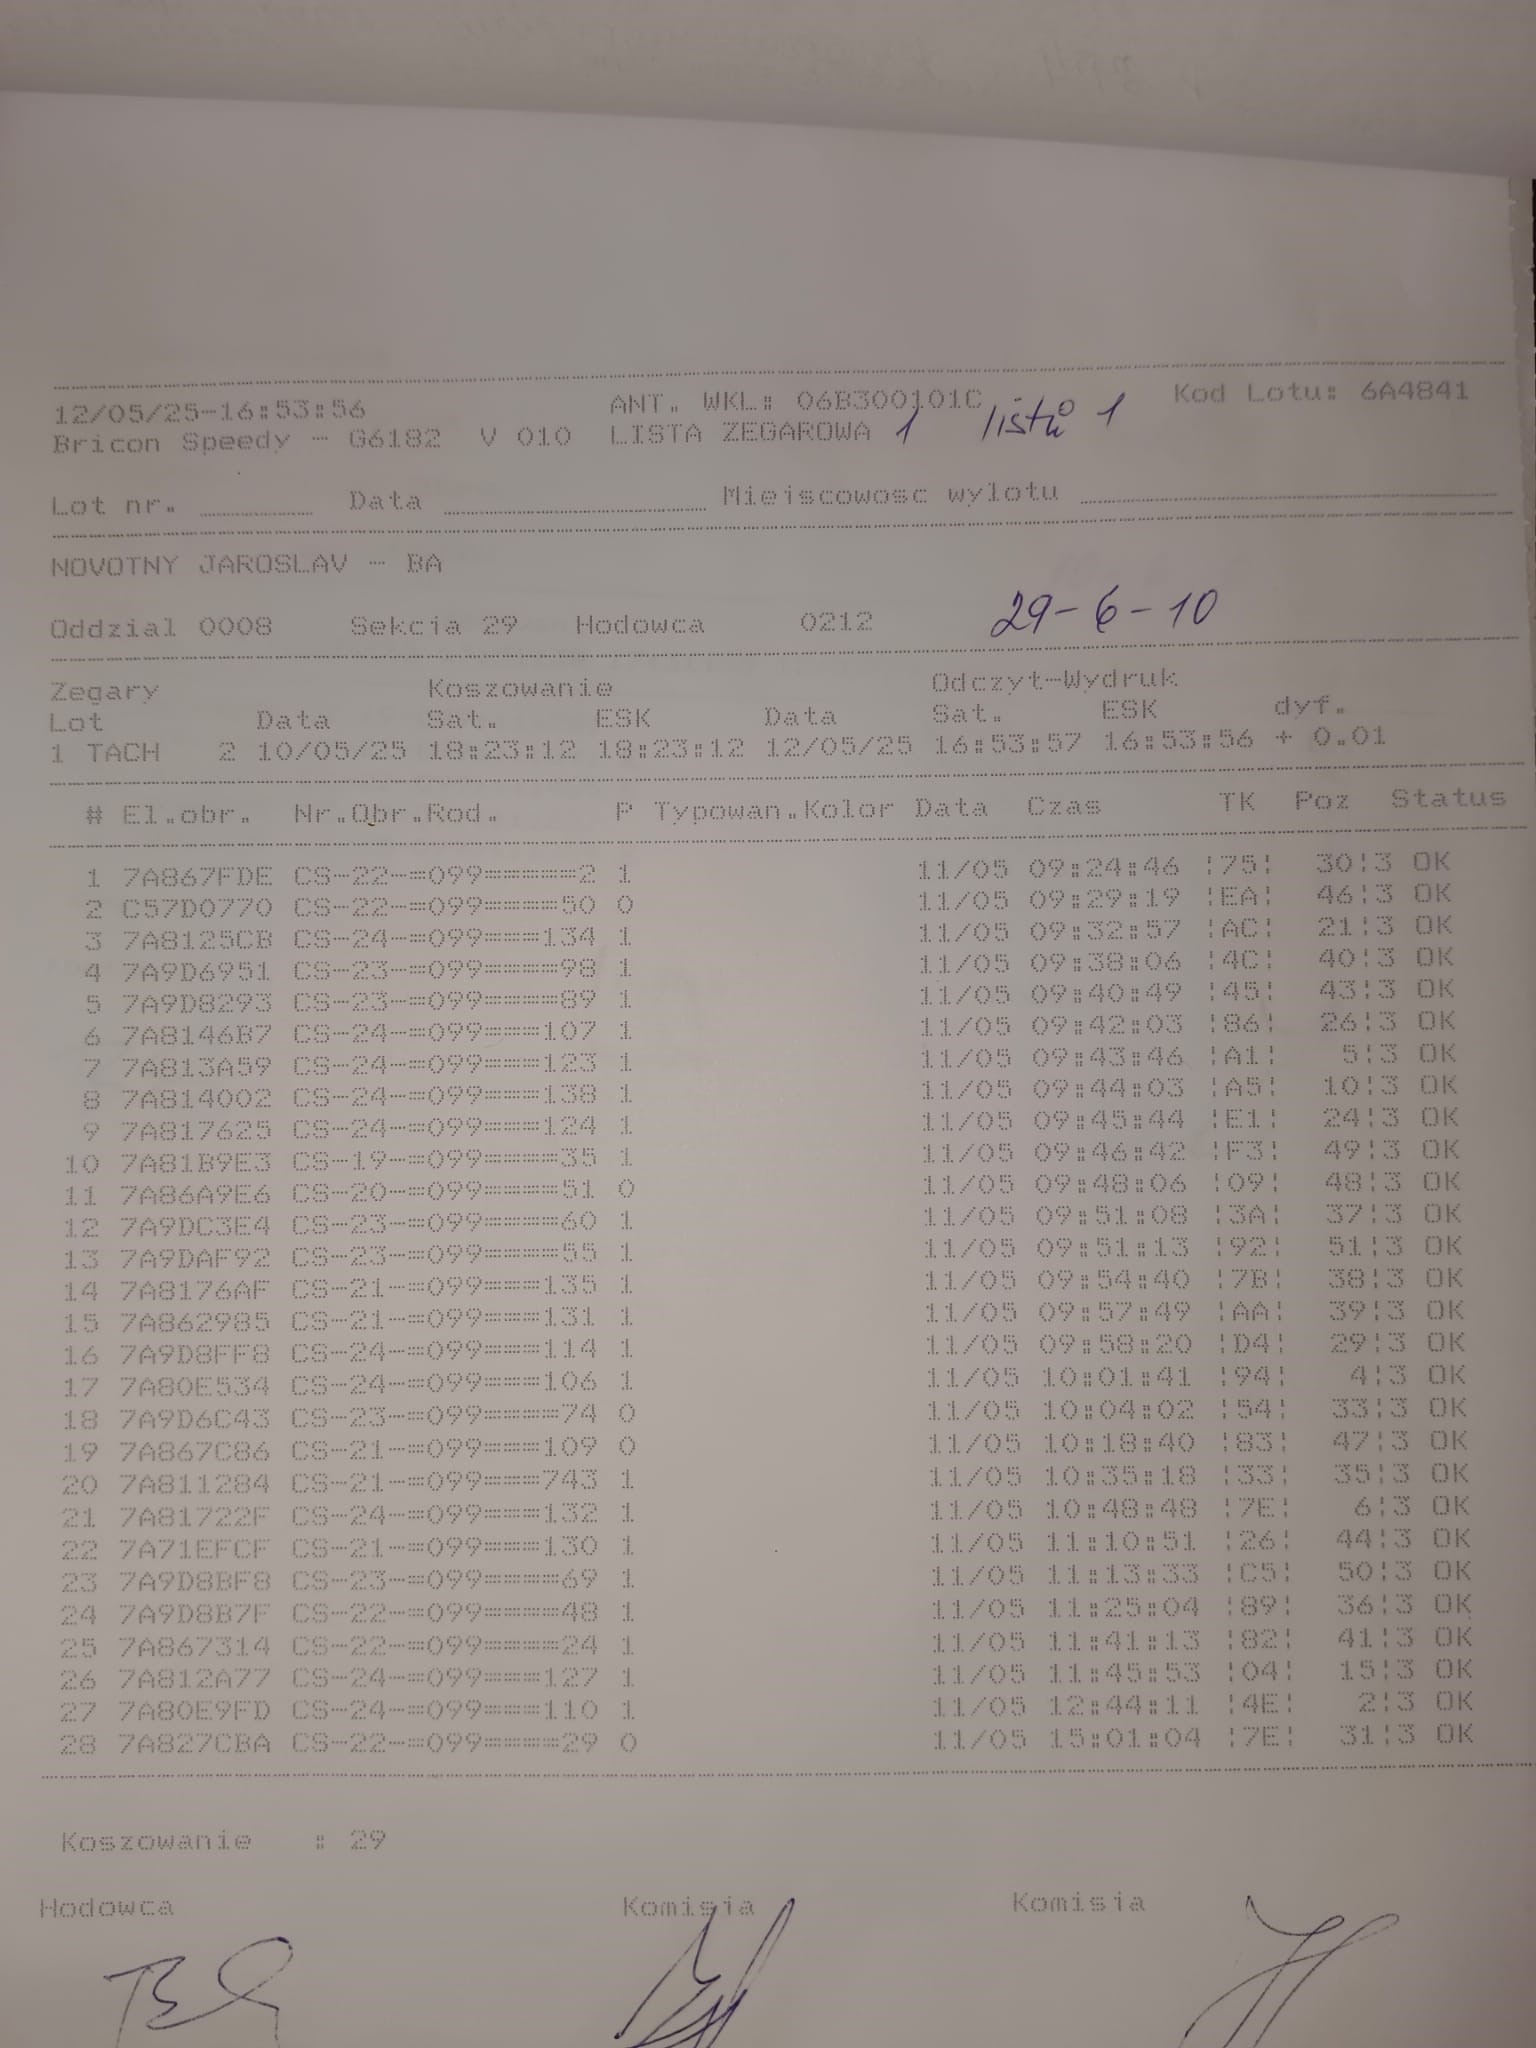 12/05/25-16:53:56 ANT. WKL: 06B300101C Kod Lotu: 6A4841
Bricon Speedy - G6182 V 010 LISTA ZEGAROWA 1 listů 1
Lot nr. Data Mieiscowosc wylotu
NOVOTNY JAROSLAV - BA
Oddzial 0008 Sekcia 29 Hodowca 0212 29-6-10
Zegary Koszowanie Odczyt-Wydruk
Lot Data Sat. ESK Data Sat. ESK dyf.
1 TACH 2 10/05/25 18:23:12 18:23:12 12/05/25 16:53:57 16:53:56 + 0.01
# El.obr. Nr.Obr.Rod. P Typowan.Kolor Data Czas TK Poz Status
1 7A867FDE CS-22-=099=====2 1 11/05 09:24:46 ¦75¦ 30¦3 OK
2 C57D0770 CS-22-=099====50 0 11/05 09:29:19 ¦EA¦ 46¦3 OK
3 7A8125CB CS-24-=099===134 1 11/05 09:32:57 ¦AC¦ 21¦3 OK
4 7A9D6951 CS-23-=099====98 1 11/05 09:38:06 ¦4C¦ 40¦3 OK
5 7A9D8293 CS-23-=099====89 1 11/05 09:40:49 ¦45¦ 43¦3 OK
6 7A8146B7 CS-24-=099===107 1 11/05 09:42:03 ¦86¦ 26¦3 OK
7 7A813A59 CS-24-=099===123 1 11/05 09:43:46 ¦A1¦ 5¦3 OK
8 7A814002 CS-24-=099===138 1 11/05 09:44:03 ¦A5¦ 10¦3 OK
9 7A817625 CS-24-=099===124 1 11/05 09:45:44 ¦E1¦ 24¦3 OK
10 7A81B9E3 CS-19-=099====35 1 11/05 09:46:42 ¦F3¦ 49¦3 OK
11 7A86A9E6 CS-20-=099====51 0 11/05 09:48:06 ¦09¦ 48¦3 OK
12 7A9DC3E4 CS-23-=099====60 1 11/05 09:51:08 ¦3A¦ 37¦3 OK
13 7A9DAF92 CS-23-=099====55 1 11/05 09:51:13 ¦92¦ 51¦3 OK
14 7A8176AF CS-21-=099===135 1 11/05 09:54:40 ¦7B¦ 38¦3 OK
15 7A862985 CS-21-=099===131 1 11/05 09:57:49 ¦AA¦ 39¦3 OK
16 7A9D8FF8 CS-24-=099===114 1 11/05 09:58:20 ¦D4¦ 29¦3 OK
17 7A80E534 CS-24-=099===106 1 11/05 10:01:41 ¦94¦ 4¦3 OK
18 7A9D6C43 CS-23-=099====74 0 11/05 10:04:02 ¦54¦ 33¦3 OK
19 7A867C86 CS-21-=099===109 0 11/05 10:18:40 ¦83¦ 47¦3 OK
20 7A811284 CS-21-=099===743 1 11/05 10:35:18 ¦33¦ 35¦3 OK
21 7A81722F CS-24-=099===132 1 11/05 10:48:48 ¦7E¦ 6¦3 OK
22 7A71EFCF CS-21-=099===130 1 11/05 11:10:51 ¦26¦ 44¦3 OK
23 7A9D8BF8 CS-23-=099====69 1 11/05 11:13:33 ¦C5¦ 50¦3 OK
24 7A9D8B7F CS-22-=099====48 1 11/05 11:25:04 ¦89¦ 36¦3 OK
25 7A867314 CS-22-=099====24 1 11/05 11:41:13 ¦82¦ 41¦3 OK
26 7A812A77 CS-24-=099===127 1 11/05 11:45:53 ¦04¦ 15¦3 OK
27 7A80E9FD CS-24-=099===110 1 11/05 12:44:11 ¦4E¦ 2¦3 OK
28 7A827CBA CS-22-=099====29 0 11/05 15:01:04 ¦7E¦ 31¦3 OK
Koszowanie : 29
Hodowca Komisia Komisia